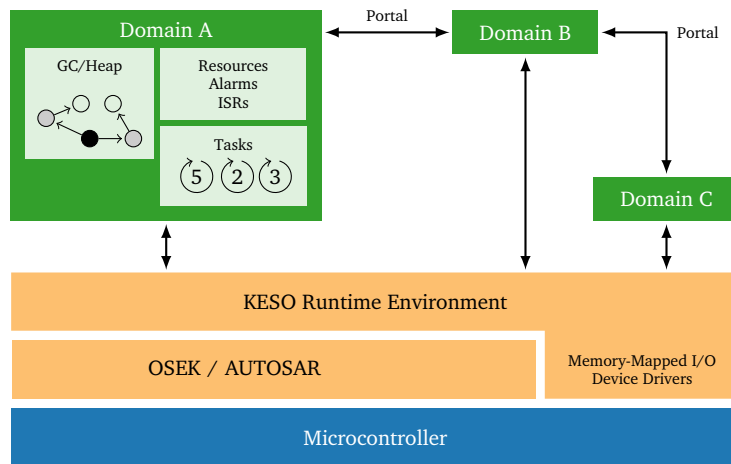 Domain A
Portal
Domain B
Portal
GC/Heap
Resources
Alarms
ISRs
Tasks
5 2 3
Domain C
KESO Runtime Environment
OSEK / AUTOSAR
Memory-Mapped I/O
Device Drivers
Microcontroller